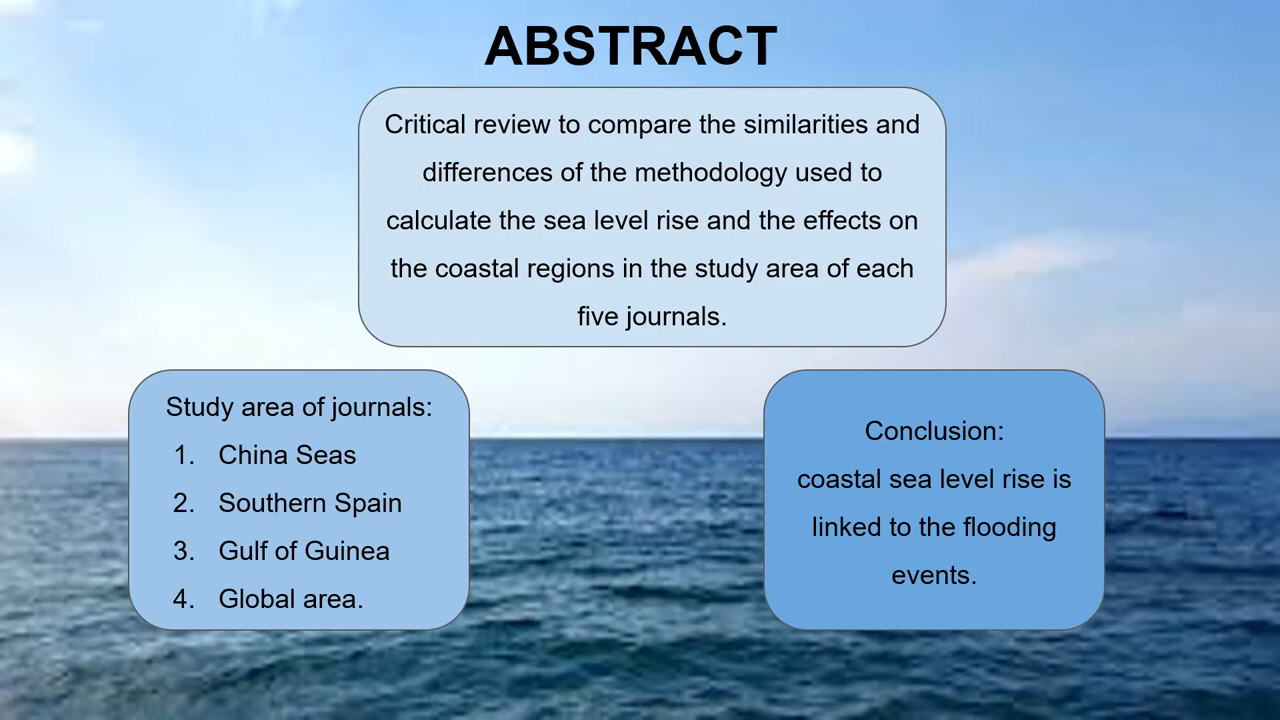 ABSTRACT
Critical review to compare the similarities and
differences of the methodology used to
calculate the sea level rise and the effects on
the coastal regions in the study area of each
five journals.
Study area of journals:
1. China Seas
2. Southern Spain
3. Gulf of Guinea
4. Global area.
Conclusion:
coastal sea level rise is
linked to the flooding
events.